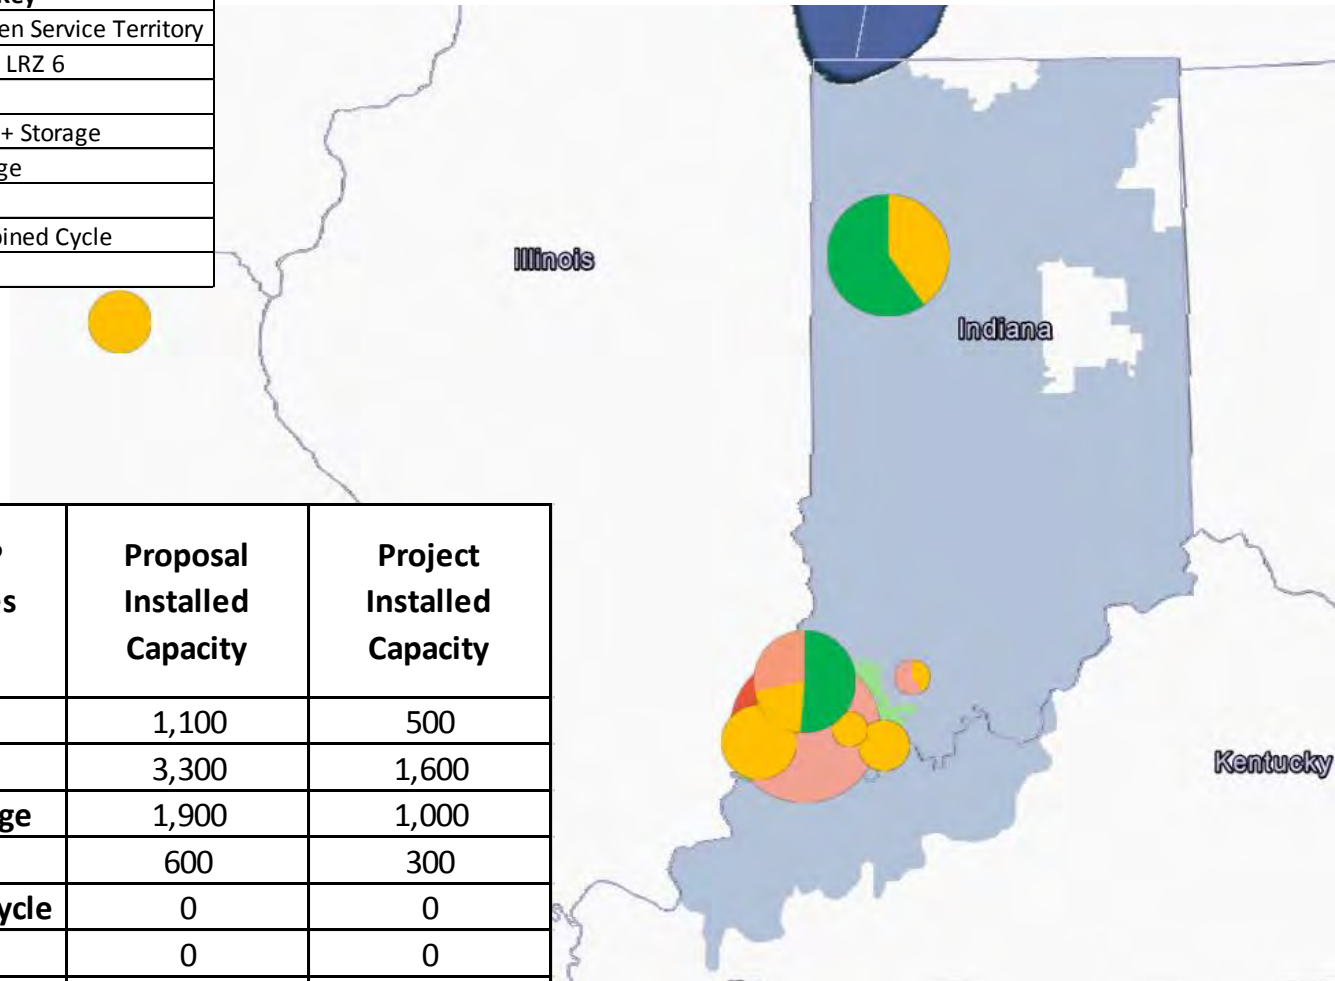 en Service Territory
LRZ 6
+ Storage
ge
ined Cycle
Illinois
Indiana
Kentucky
Proposal Installed Capacity
Project Installed Capacity
1,100 500
3,300 1,600
ge 1,900 1,000
600 300
ycle 0 0
0 0